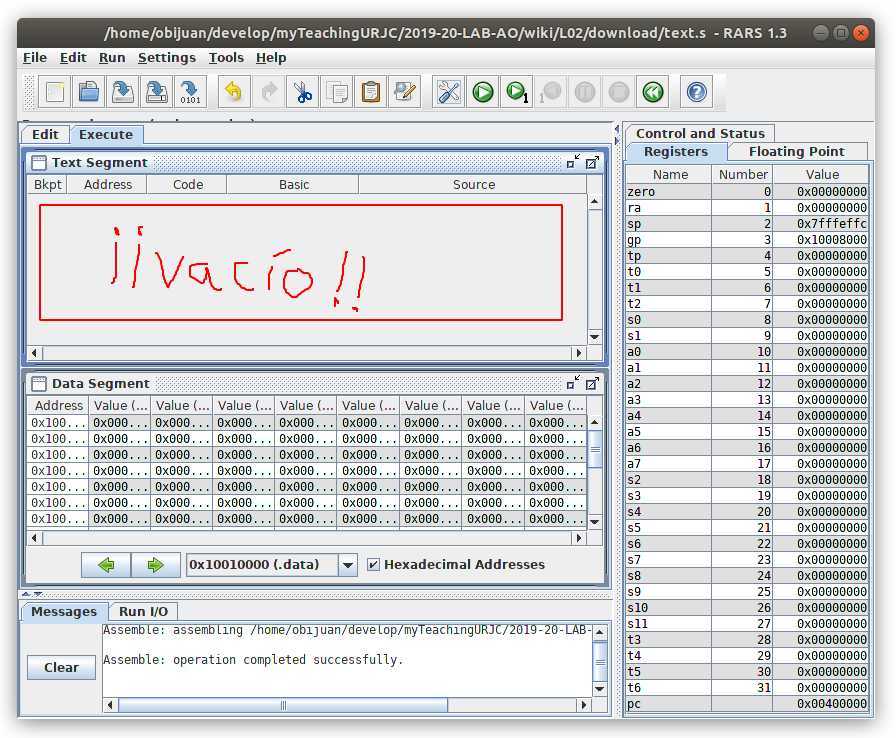 /home/obijuan/develop/myTeachingURJC/2019-20-LAB-AO/wiki/L02/download/text.s - RARS 1.3
File Edit Run Settings Tools Help
Edit Execute
Text Segment
Bkpt Address Code Basic Source
¡¡vacío!!
Data Segment
Address Value (... Value (... Value (... Value (... Value (... Value (... Value (... Value (...
0x100... 0x000... 0x000... 0x000... 0x000... 0x000... 0x000... 0x000... 0x000...
0x100... 0x000... 0x000... 0x000... 0x000... 0x000... 0x000... 0x000... 0x000...
0x100... 0x000... 0x000... 0x000... 0x000... 0x000... 0x000... 0x000... 0x000...
0x100... 0x000... 0x000... 0x000... 0x000... 0x000... 0x000... 0x000... 0x000...
0x100... 0x000... 0x000... 0x000... 0x000... 0x000... 0x000... 0x000... 0x000...
0x100... 0x000... 0x000... 0x000... 0x000... 0x000... 0x000... 0x000... 0x000...
0x100... 0x000... 0x000... 0x000... 0x000... 0x000... 0x000... 0x000... 0x000...
0x10010000 (.data) Hexadecimal Addresses
Messages Run I/O
Assemble: assembling /home/obijuan/develop/myTeachingURJC/2019-20-LAB-
Assemble: operation completed successfully.
Clear
Control and Status
Registers Floating Point
Name Number Value
zero 0 0x00000000
ra 1 0x00000000
sp 2 0x7fffeffc
gp 3 0x10008000
tp 4 0x00000000
t0 5 0x00000000
t1 6 0x00000000
t2 7 0x00000000
s0 8 0x00000000
s1 9 0x00000000
a0 10 0x00000000
a1 11 0x00000000
a2 12 0x00000000
a3 13 0x00000000
a4 14 0x00000000
a5 15 0x00000000
a6 16 0x00000000
a7 17 0x00000000
s2 18 0x00000000
s3 19 0x00000000
s4 20 0x00000000
s5 21 0x00000000
s6 22 0x00000000
s7 23 0x00000000
s8 24 0x00000000
s9 25 0x00000000
s10 26 0x00000000
s11 27 0x00000000
t3 28 0x00000000
t4 29 0x00000000
t5 30 0x00000000
t6 31 0x00000000
pc 0x00400000